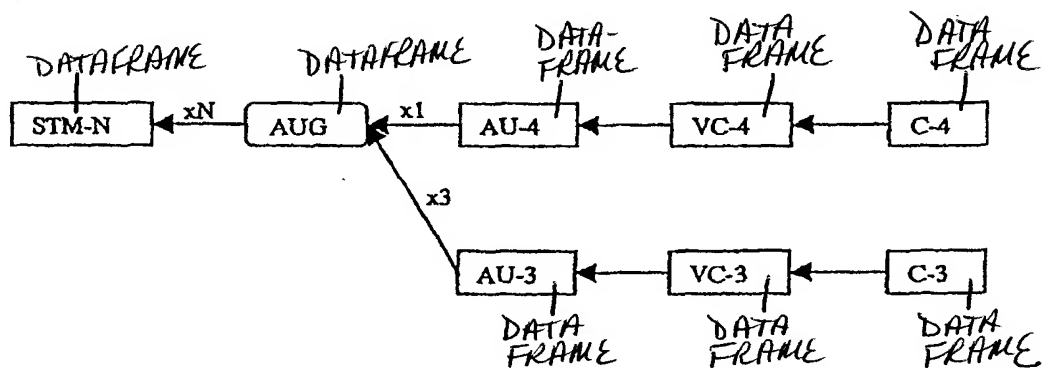 DATAFRAME
DATAFRAME
DATA-
FRAME
DATA
FRAME
DATA
FRAME
STM-N
xN
AUG
x1
AU-4
VC-4
C-4
x3
AU-3
VC-3
C-3
DATA
FRAME
DATA
FRAME
DATA
FRAME